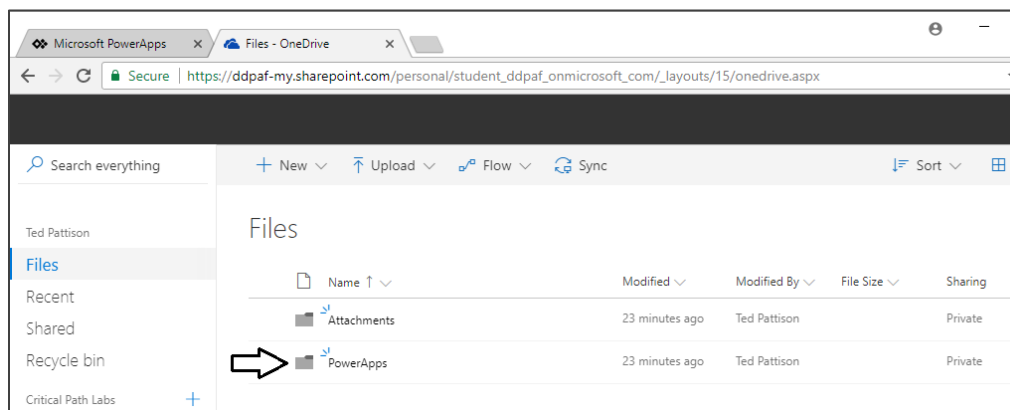 Microsoft PowerApps
Files - OneDrive
Secure https://ddpaf-my.sharepoint.com/personal/student_ddpaf_onmicrosoft_com/_layouts/15/onedrive.aspx
Search everything
New Upload Flow Sync Sort
Ted Pattison
Files
Recent
Shared
Recycle bin
Critical Path Labs
Files
Name Modified Modified By File Size Sharing
Attachments 23 minutes ago Ted Pattison Private
PowerApps 23 minutes ago Ted Pattison Private